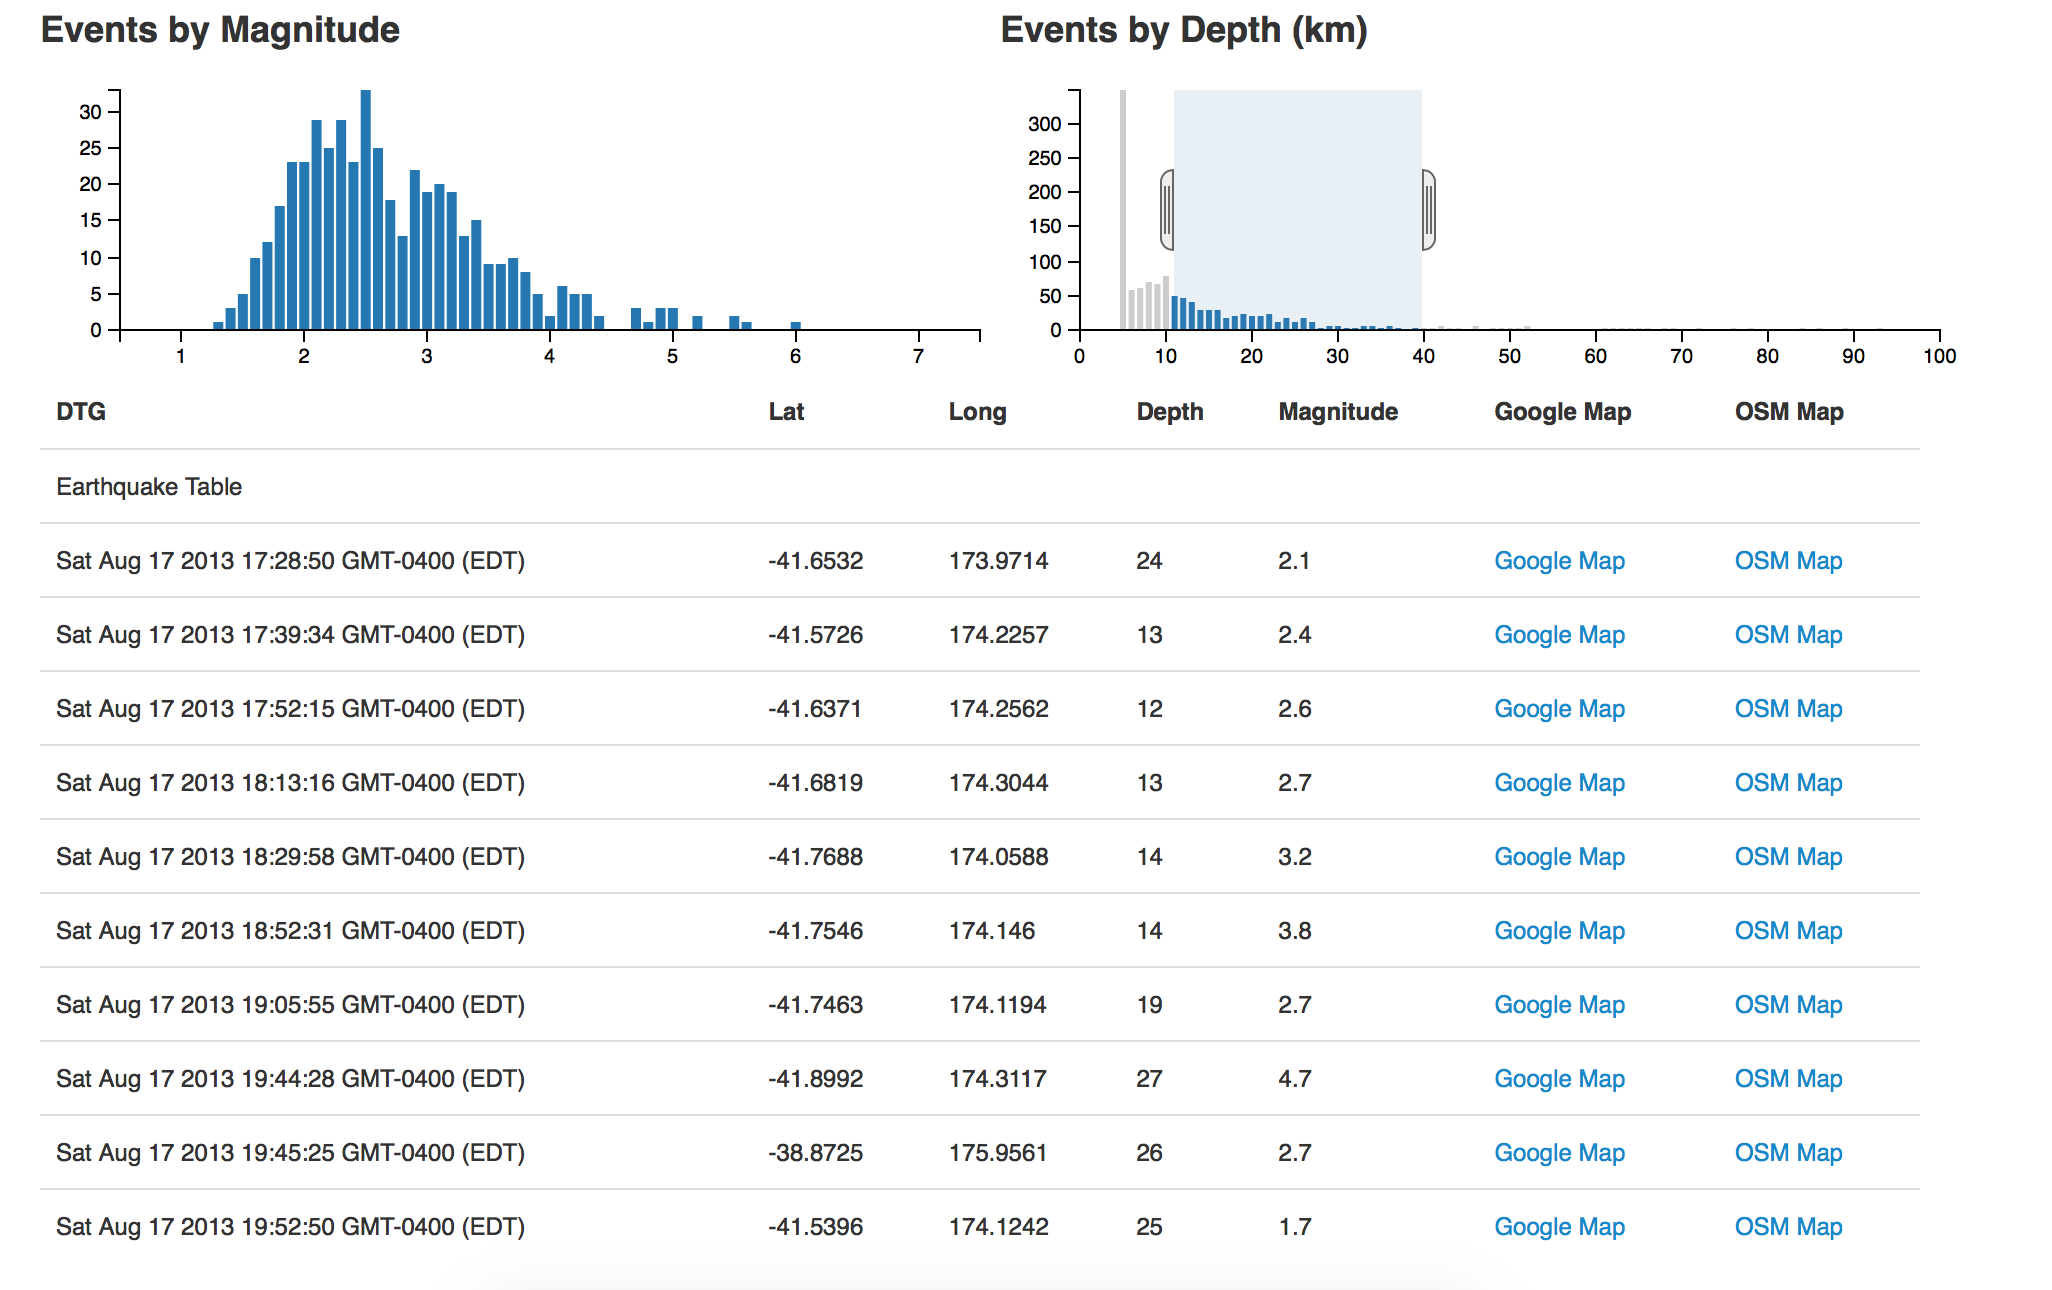 Events by Magnitude
Events by Depth (km)
30
25
20
15
10
5
0
1 2 3 4 5 6 7
300
250
200
150
100
50
0
0 10 20 30 40 50 60 70 80 90 100
DTG Lat Long Depth Magnitude Google Map OSM Map
Earthquake Table
Sat Aug 17 2013 17:28:50 GMT-0400 (EDT) -41.6532 173.9714 24 2.1 Google Map OSM Map
Sat Aug 17 2013 17:39:34 GMT-0400 (EDT) -41.5726 174.2257 13 2.4 Google Map OSM Map
Sat Aug 17 2013 17:52:15 GMT-0400 (EDT) -41.6371 174.2562 12 2.6 Google Map OSM Map
Sat Aug 17 2013 18:13:16 GMT-0400 (EDT) -41.6819 174.3044 13 2.7 Google Map OSM Map
Sat Aug 17 2013 18:29:58 GMT-0400 (EDT) -41.7688 174.0588 14 3.2 Google Map OSM Map
Sat Aug 17 2013 18:52:31 GMT-0400 (EDT) -41.7546 174.146 14 3.8 Google Map OSM Map
Sat Aug 17 2013 19:05:55 GMT-0400 (EDT) -41.7463 174.1194 19 2.7 Google Map OSM Map
Sat Aug 17 2013 19:44:28 GMT-0400 (EDT) -41.8992 174.3117 27 4.7 Google Map OSM Map
Sat Aug 17 2013 19:45:25 GMT-0400 (EDT) -38.8725 175.9561 26 2.7 Google Map OSM Map
Sat Aug 17 2013 19:52:50 GMT-0400 (EDT) -41.5396 174.1242 25 1.7 Google Map OSM Map